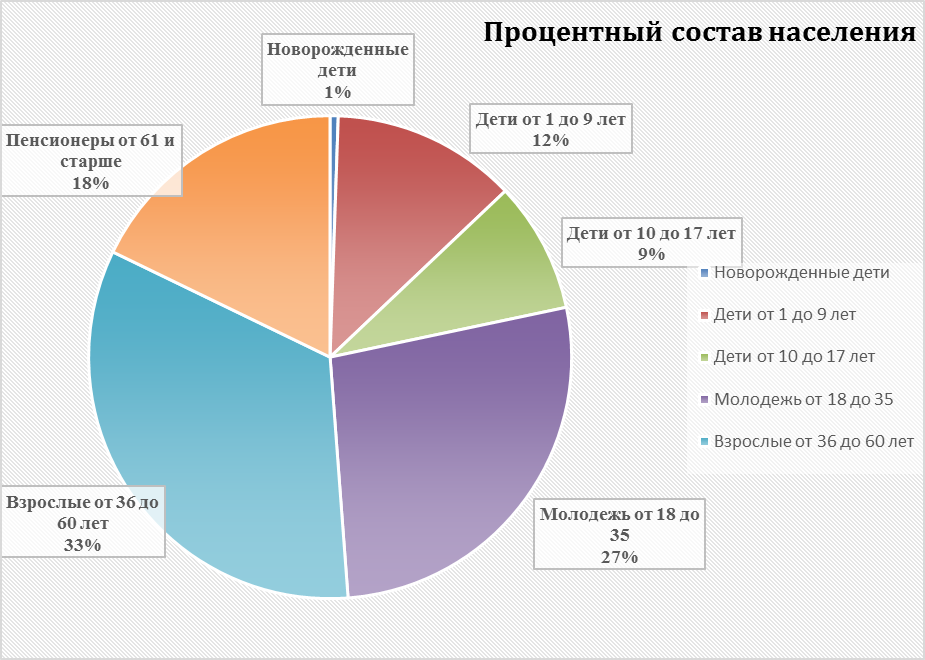 Процентный состав населения
Новорожденные
дети
1%
Дети от 1 до 9 лет
12%
Дети от 10 до 17 лет
9%
Молодежь от 18 до
35
27%
Взрослые от 36 до
60 лет
33%
Пенсионеры от 61 и
старше
18%
Новорожденные дети
Дети от 1 до 9 лет
Дети от 10 до 17 лет
Молодежь от 18 до 35
Взрослые от 36 до 60 лет